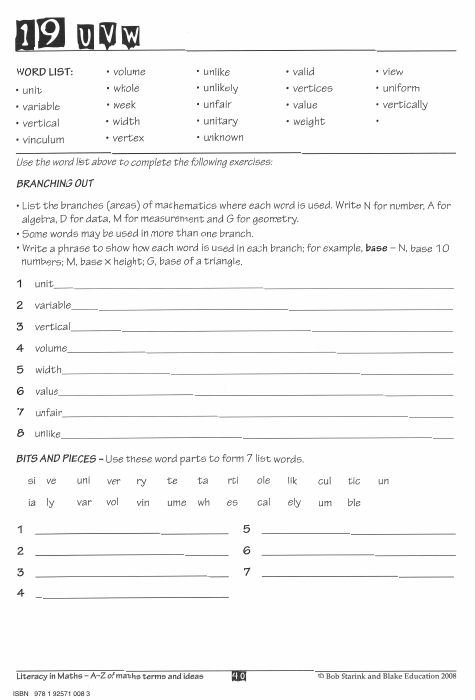 19 UVW
WORD LIST: • volume • unlike • valid • view
• unit • whole • unlikely • vertices • uniform
• variable • week • unfair • value • vertically
• vertical • width • unitary • weight •
• vinculum • vertex • unknown
Use the word list above to complete the following exercises:
BRANCHING OUT
• List the branches (areas) of mathematics where each word is used. Write N for number, A for
algebra, D for data, M for measurement and G for geometry.
• Some words may be used in more than one branch.
• Write a phrase to show how each word is used in each branch; for example, base – N, base 10
numbers; M, base x height; G, base of a triangle.
1 unit
2 variable
3 vertical
4 volume
5 width
6 value
7 unfair
8 unlike
BITS AND PIECES – Use these word parts to form 7 list words.
si ve uni ver ry te ta rti ole lik cul tic un
ia ly var vol vin ume wh es cal ely um ble
1 5
2 6
3 7
4
Literacy in Maths – A–Z of maths terms and ideas 40 © Bob Starink and Blake Education 2008
ISBN 978 1 92571 008 3